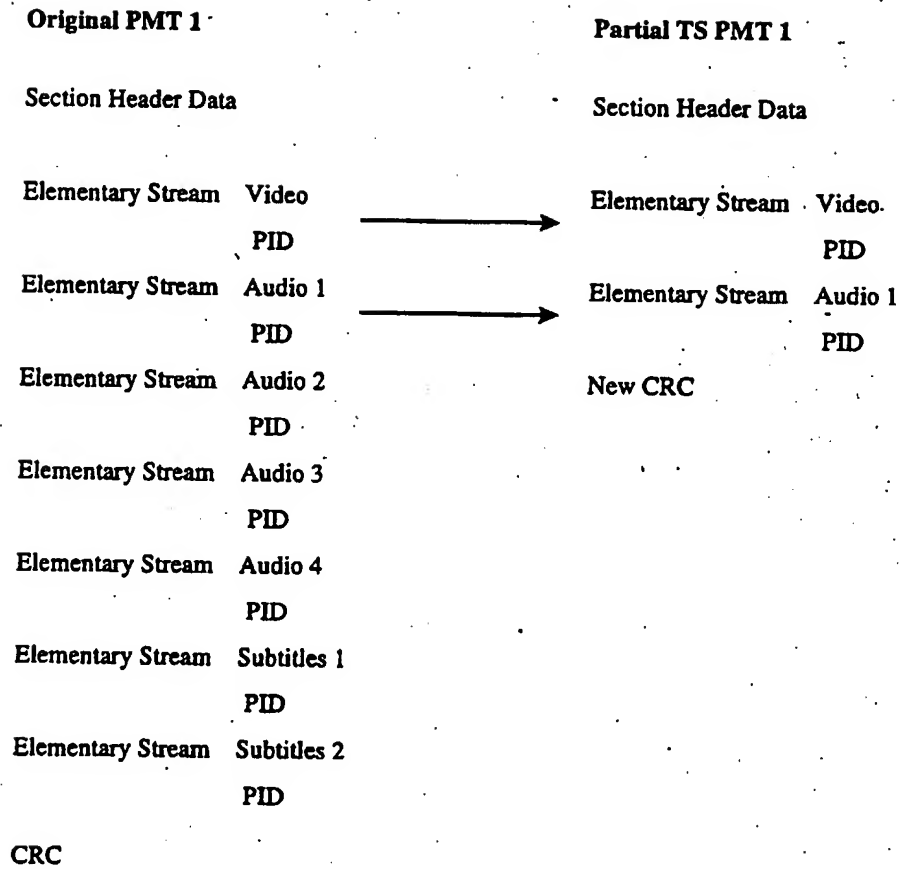 Original PMT 1
Section Header Data
Elementary Stream Video
PID
Elementary Stream Audio 1
PID
Elementary Stream Audio 2
PID
Elementary Stream Audio 3
PID
Elementary Stream Audio 4
PID
Elementary Stream Subtitles 1
PID
Elementary Stream Subtitles 2
PID
CRC
Partial TS PMT 1
Section Header Data
Elementary Stream Video
PID
Elementary Stream Audio 1
PID
New CRC